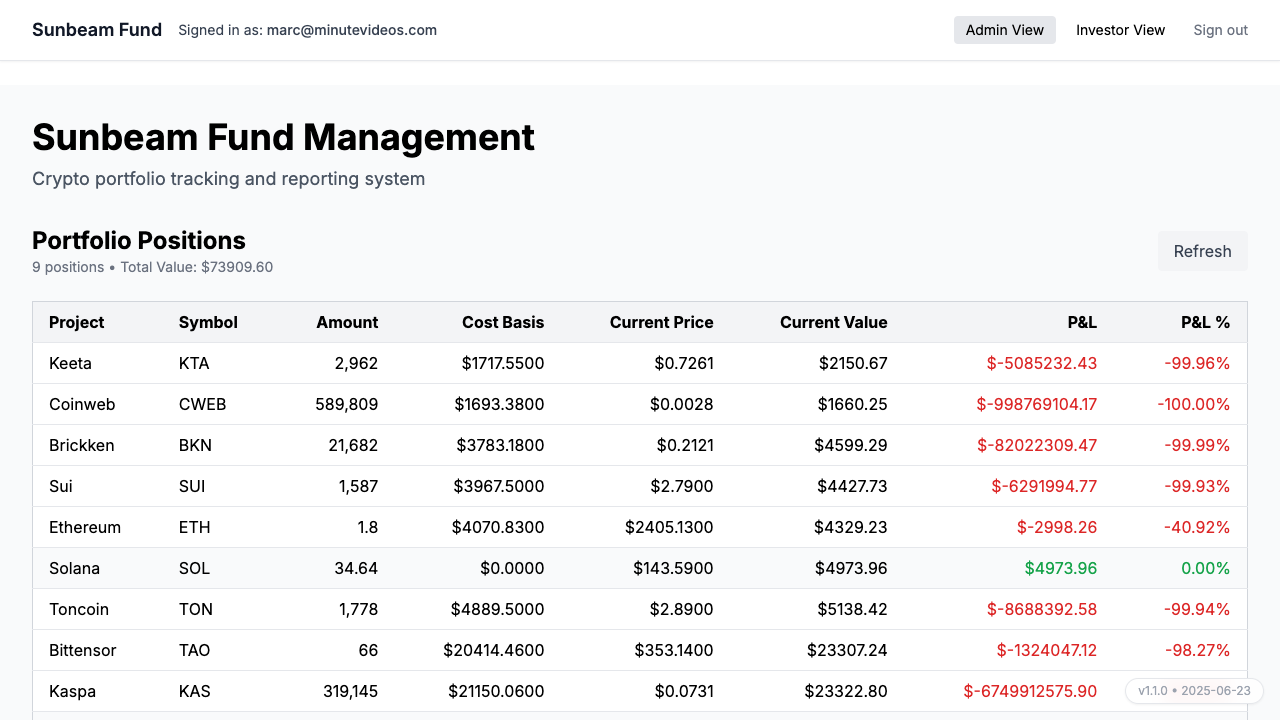 Sunbeam Fund Signed in as: marc@minutevideos.com Admin View Investor View Sign out
Sunbeam Fund Management
Crypto portfolio tracking and reporting system
Portfolio Positions
9 positions • Total Value: $73909.60
Refresh
Project Symbol Amount Cost Basis Current Price Current Value P&L P&L %
Keeta KTA 2,962 $1717.5500 $0.7261 $2150.67 $-5085232.43 -99.96%
Coinweb CWEB 589,809 $1693.3800 $0.0028 $1660.25 $-998769104.17 -100.00%
Brickken BKN 21,682 $3783.1800 $0.2121 $4599.29 $-82022309.47 -99.99%
Sui SUI 1,587 $3967.5000 $2.7900 $4427.73 $-6291994.77 -99.93%
Ethereum ETH 1.8 $4070.8300 $2405.1300 $4329.23 $-2998.26 -40.92%
Solana SOL 34.64 $0.0000 $143.5900 $4973.96 $4973.96 0.00%
Toncoin TON 1,778 $4889.5000 $2.8900 $5138.42 $-8688392.58 -99.94%
Bittensor TAO 66 $20414.4600 $353.1400 $23307.24 $-1324047.12 -98.27%
Kaspa KAS 319,145 $21150.0600 $0.0731 $23322.80 $-6749912575.90
v1.1.0 • 2025-06-23